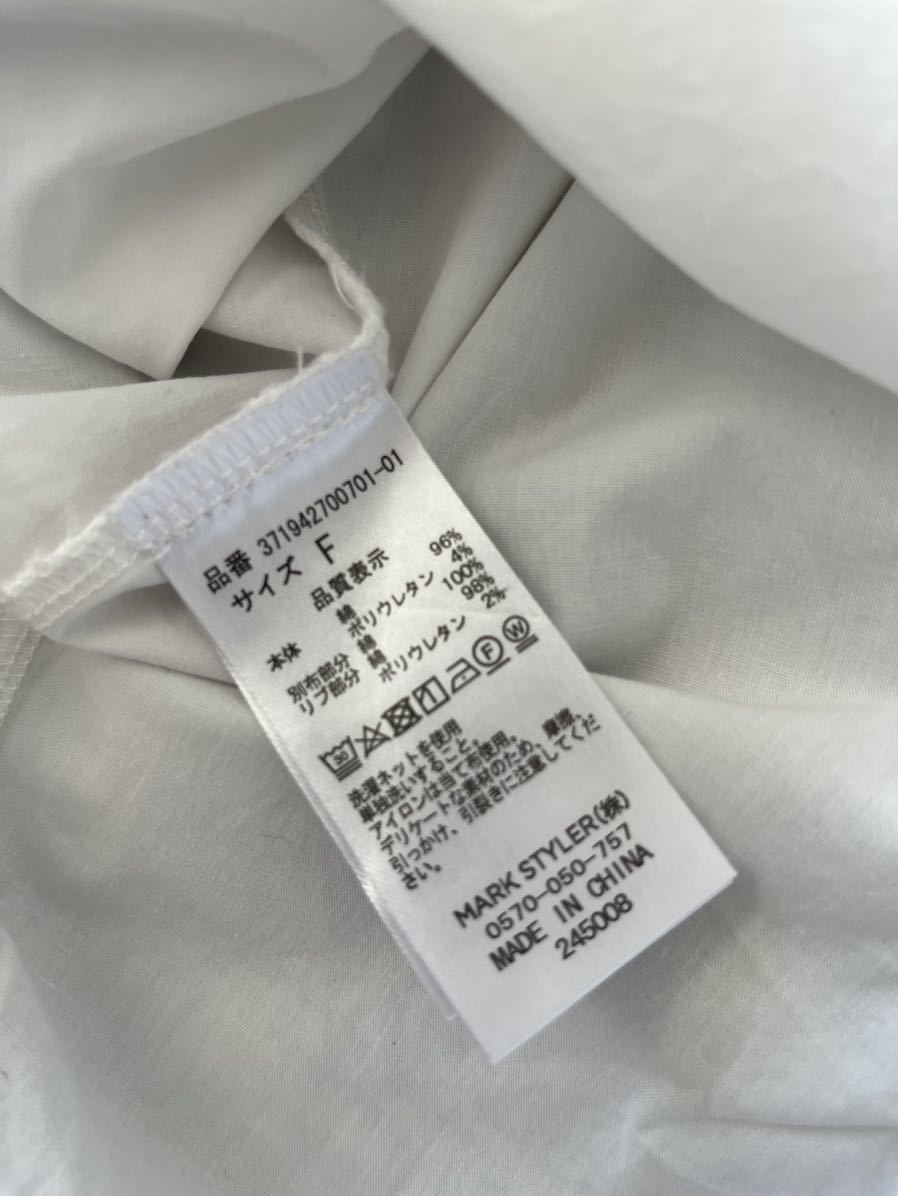 品番 371942700701-01
サイズ F
品質表示
本体 綿 96%
ポリウレタン 4%
別布部分 綿 100%
リブ部分 綿 98%
ポリウレタン 2%
30 F W
洗濯ネットを使用
単独洗いすること。
アイロンは当て布使用。
デリケートな素材のため、摩擦、
引っかけ、引裂きに注意してくだ
さい。
MARK STYLER(株)
0570-050-757
MADE IN CHINA
245008